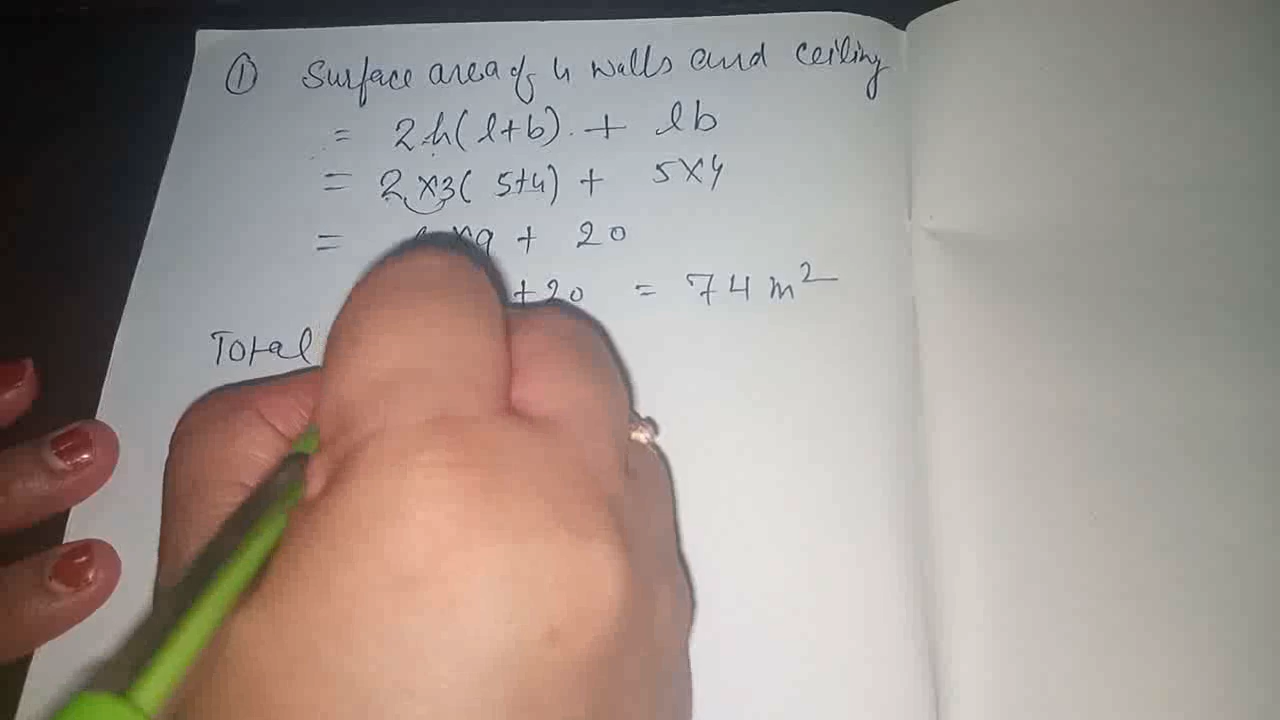 ① Surface area of 4 walls and ceiling
= 2h(l+b) + lb
= 2×3( 5+4) + 5×4
= ×9 + 20
+20 = 74 m²
Total